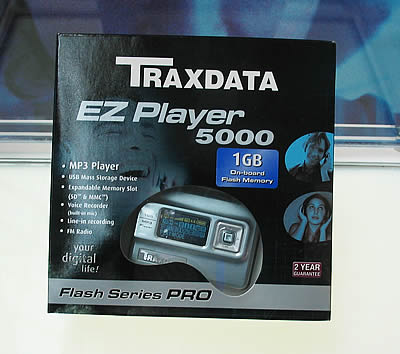 TRAXDATA
EZ Player
5000
1GB
On-board
Flash Memory
• MP3 Player
• USB Mass Storage Device
• Expandable Memory Slot
(SD™ & MMC™)
• Voice Recorder
(built-in mic)
• Line-in recording
• FM Radio
your
digital
life!
2 YEAR
GUARANTEE
Flash Series PRO